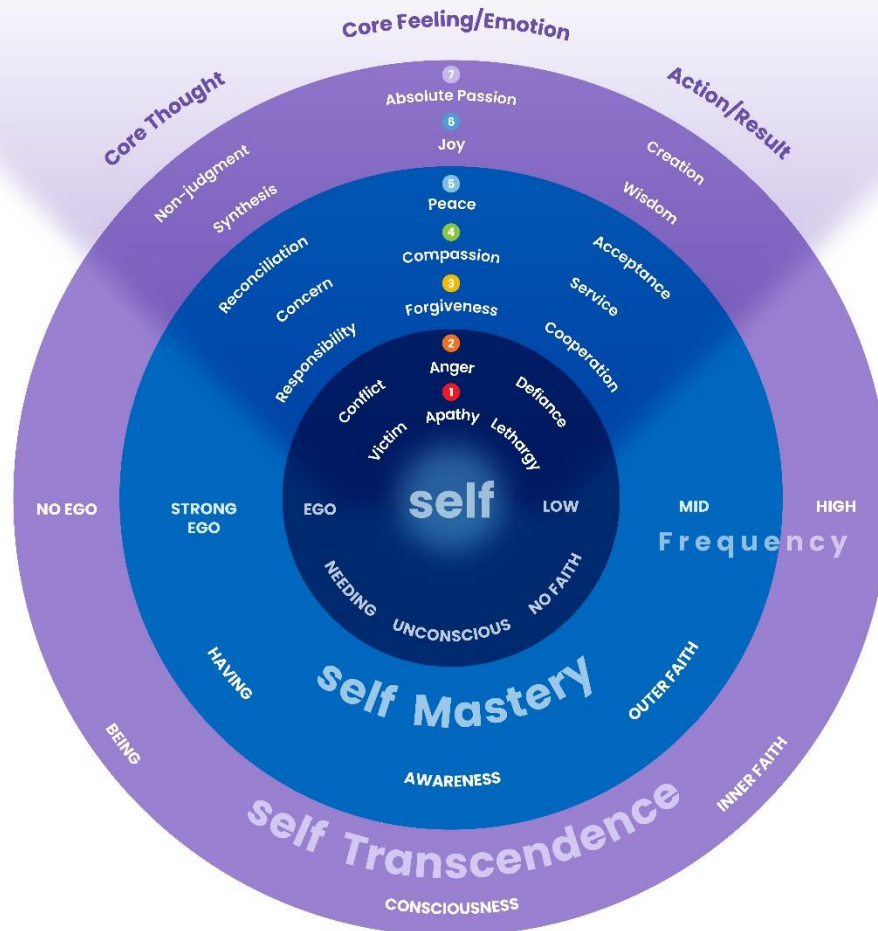 Core Feeling/Emotion
Core Thought
Action/Result
7
Absolute Passion
6
Joy
Non-judgment
Synthesis
Creation
Wisdom
5
Peace
4
Compassion
3
Forgiveness
Reconciliation
Concern
Responsibility
Acceptance
Service
Cooperation
2
Anger
1
Apathy
Conflict
Victim
Defiance
Lethargy
self
NO EGO
STRONG
EGO
EGO
LOW
MID
HIGH
Frequency
NEEDING
UNCONSCIOUS
NO FAITH
self Mastery
HAVING
AWARENESS
OUTER FAITH
self Transcendence
BEING
CONSCIOUSNESS
INNER FAITH